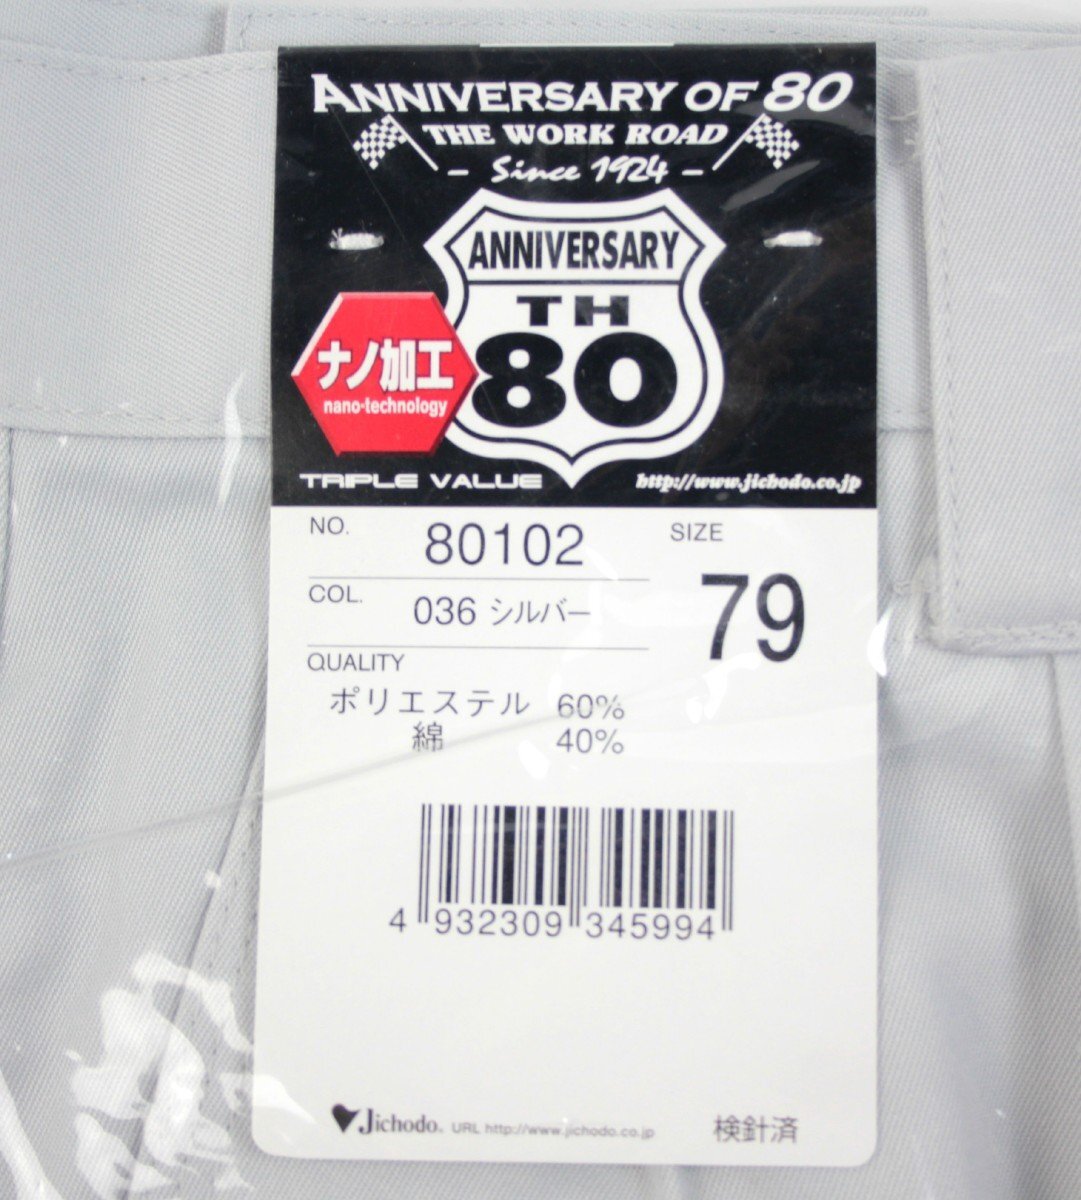 ANNIVERSARY OF 80
THE WORK ROAD
– Since 1924 –
ANNIVERSARY
TH
80
ナノ加工
nano-technology
TRIPLE VALUE
http://www.jichodo.co.jp
NO. 80102
SIZE
79
COL. 036 シルバー
QUALITY
ポリエステル 60%
綿 40%
4 932309 345994
Jichodo. URL http://www.jichodo.co.jp
検針済